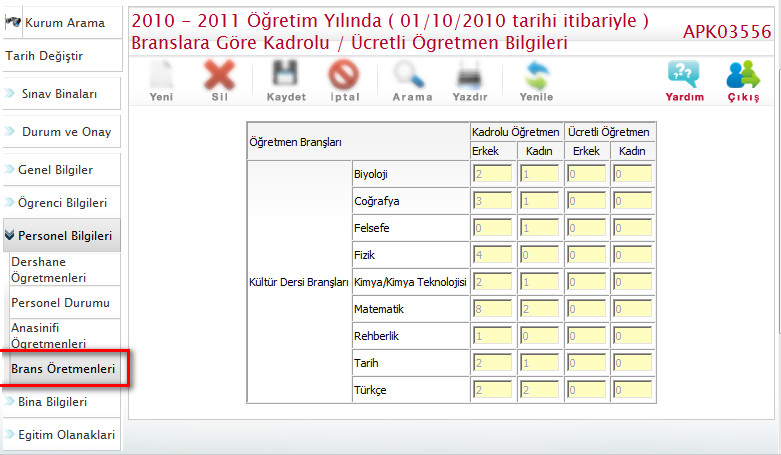 Kurum Arama
Tarih Değiştir
Sınav Binaları
Durum ve Onay
Genel Bilgiler
Ögrenci Bilgileri
Personel Bilgileri
Dershane
Ögretmenleri
Personel Durumu
Anasinifi
Ögretmenleri
Brans Öretmenleri
Bina Bilgileri
Egitim Olanaklari
2010 - 2011 Öğretim Yılında ( 01/10/2010 tarihi itibariyle )
Branslara Göre Kadrolu / Ücretli Ögretmen Bilgileri
APK03556
Yeni Sil Kaydet İptal Arama Yazdır Yenile Yardım Çıkış
Öğretmen Branşları Kadrolu Öğretmen Ücretli Öğretmen
Erkek Kadın Erkek Kadın
Kültür Dersi Branşları
Biyoloji 2 1 0 0
Coğrafya 3 1 0 0
Felsefe 0 1 0 0
Fizik 4 0 0 0
Kimya/Kimya Teknolojisi 2 1 0 0
Matematik 8 2 0 0
Rehberlik 1 0 0 0
Tarih 2 1 0 0
Türkçe 2 2 0 0